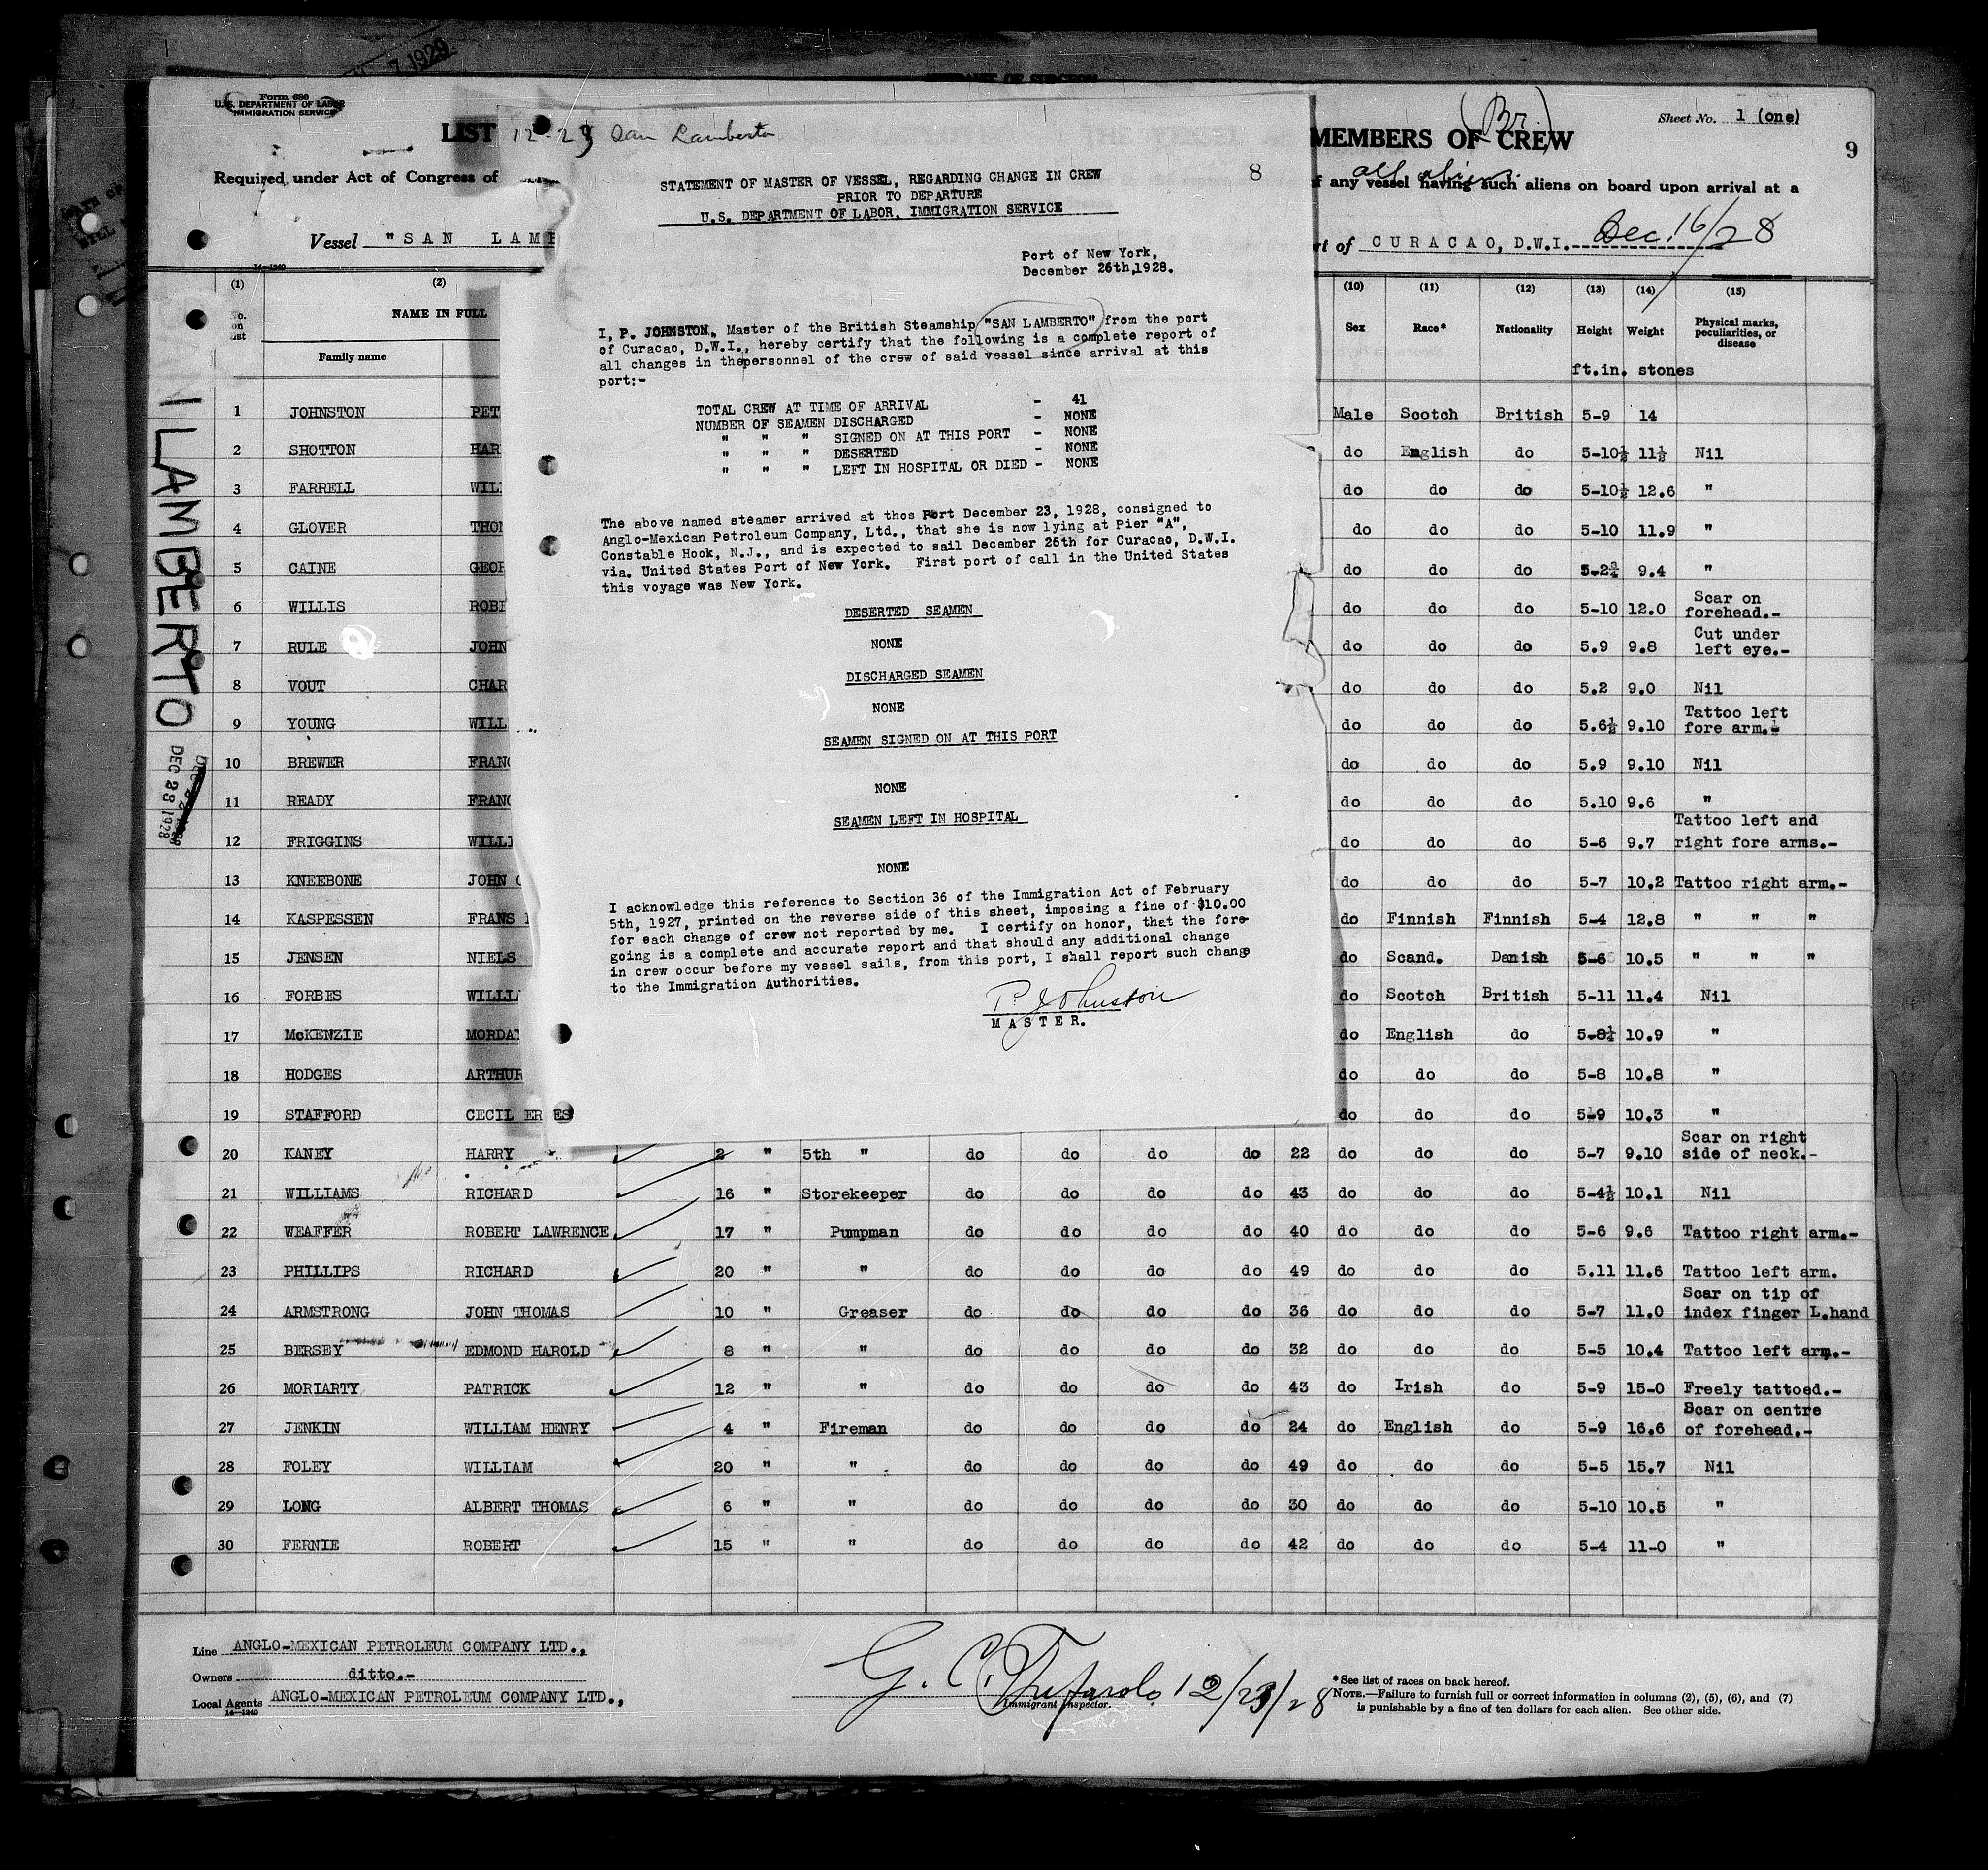 7 1929
Form 680
U.S. DEPARTMENT OF LABOR
IMMIGRATION SERVICE
LIST
MEMBERS OF CREW
(Br.)
Sheet No. 1 (one)
9
Required under Act of Congress of
all aliens
of any vessel having such aliens on board upon arrival at a
Vessel "SAN LAMB
rt of CURACAO, D.W.I. Dec. 16/28
14-1240
12-23 San Lamberto
8
STATEMENT OF MASTER OF VESSEL, REGARDING CHANGE IN CREW
PRIOR TO DEPARTURE
U.S. DEPARTMENT OF LABOR, IMMIGRATION SERVICE
Port of New York,
December 26th,1928.
I, P. JOHNSTON, Master of the British Steamship "SAN LAMBERTO" from the port
of Curacao, D.W.I., hereby certify that the following is a complete report of
all changes in thepersonnel of the crew of said vessel since arrival at this
port:-
TOTAL CREW AT TIME OF ARRIVAL - 41
NUMBER OF SEAMEN DISCHARGED - NONE
" " " SIGNED ON AT THIS PORT - NONE
" " " DESERTED - NONE
" " " LEFT IN HOSPITAL OR DIED - NONE
The above named steamer arrived at thos Port December 23, 1928, consigned to
Anglo-Mexican Petroleum Company, Ltd., that she is now lying at Pier "A",
Constable Hook, N.J., and is expected to sail December 26th for Curacao, D.W.I.
via. United States Port of New York. First port of call in the United States
this voyage was New York.
DESERTED SEAMEN
NONE
DISCHARGED SEAMEN
NONE
SEAMEN SIGNED ON AT THIS PORT
NONE
SEAMEN LEFT IN HOSPITAL
NONE
I acknowledge this reference to Section 36 of the Immigration Act of February
5th, 1927, printed on the reverse side of this sheet, imposing a fine of $10.00
for each change of crew not reported by me. I certify on honor, that the fore-
going is a complete and accurate report and that should any additional change
in crew occur before my vessel sails, from this port, I shall report such change
to the Immigration Authorities.
P. Johnston
MASTER.
SAN LAMBERTO
DEC 28 1928
(1) (2) (10) (11) (12) (13) (14) (15)
No. on list NAME IN FULL Sex Race* Nationality Height Weight Physical marks, peculiarities, or disease
Family name
ft.in. stones
1 JOHNSTON PET Male Scotch British 5-9 14
2 SHOTTON HAR do English do 5-10½ 11½ Nil
3 FARRELL WIL do do do 5-10½ 12.6 "
4 GLOVER THO do do do 5-10 11.9 "
5 CAINE GEOR do do do 5-2¾ 9.4 "
6 WILLIS ROBE do do do 5-10 12.0 Scar on forehead.-
7 RULE JOHN do do do 5.9 9.8 Cut under left eye.-
8 VOUT CHAR do do do 5.2 9.0 Nil
9 YOUNG WILL do do do 5.6½ 9.10 Tattoo left fore arm.-
10 BREWER FRANC do do do 5.9 9.10 Nil
11 READY FRANC do do do 5.10 9.6 "
12 FRIGGINS WILLI do do do 5-6 9.7 Tattoo left and right fore arms.-
13 KNEEBONE JOHN do do do 5-7 10.2 Tattoo right arm.-
14 KASPESSEN FRANS do Finnish Finnish 5-4 12.8 " " "
15 JENSEN NIELS do Scand. Danish 5-6 10.5 " " "
16 FORBES WILLI do Scotch British 5-11 11.4 Nil
17 McKENZIE MORDA do English do 5-8½ 10.9 "
18 HODGES ARTHUR do do do 5-8 10.8 "
19 STAFFORD CECIL ER ES do do do 5-9 10.3 "
20 KANEY HARRY 2 " 5th " do do do do 22 do do do 5-7 9.10 Scar on right side of neck.-
21 WILLIAMS RICHARD 16 " Storekeeper do do do do 43 do do do 5-4½ 10.1 Nil
22 WEAFFER ROBERT LAWRENCE 17 " Pumpman do do do do 40 do do do 5-6 9.6 Tattoo right arm.-
23 PHILLIPS RICHARD 20 " " do do do do 49 do do do 5.11 11.6 Tattoo left arm.
24 ARMSTRONG JOHN THOMAS 10 " Greaser do do do do 36 do do do 5-7 11.0 Scar on tip of index finger L.hand
25 BERSEY EDMOND HAROLD 8 " " do do do do 32 do do do 5-5 10.4 Tattoo left arm.-
26 MORIARTY PATRICK 12 " " do do do do 43 do Irish do 5-9 15-0 Freely tattoed.-
27 JENKIN WILLIAM HENRY 4 " Fireman do do do do 24 do English do 5-9 16.6 Scar on centre of forehead.-
28 FOLEY WILLIAM 20 " " do do do do 49 do do do 5-5 15.7 Nil
29 LONG ALBERT THOMAS 6 " " do do do do 30 do do do 5-10 10.5 "
30 FERNIE ROBERT 15 " " do do do do 42 do do do 5-4 11-0 "
Line ANGLO-MEXICAN PETROLEUM COMPANY LTD.,
Owners ditto.-
Local Agents ANGLO-MEXICAN PETROLEUM COMPANY LTD.,
14-1240
G. C. 12/23/28
Immigrant Inspector.
*See list of races on back hereof.
NOTE.—Failure to furnish full or correct information in columns (2), (5), (6), and (7)
is punishable by a fine of ten dollars for each alien. See other side.